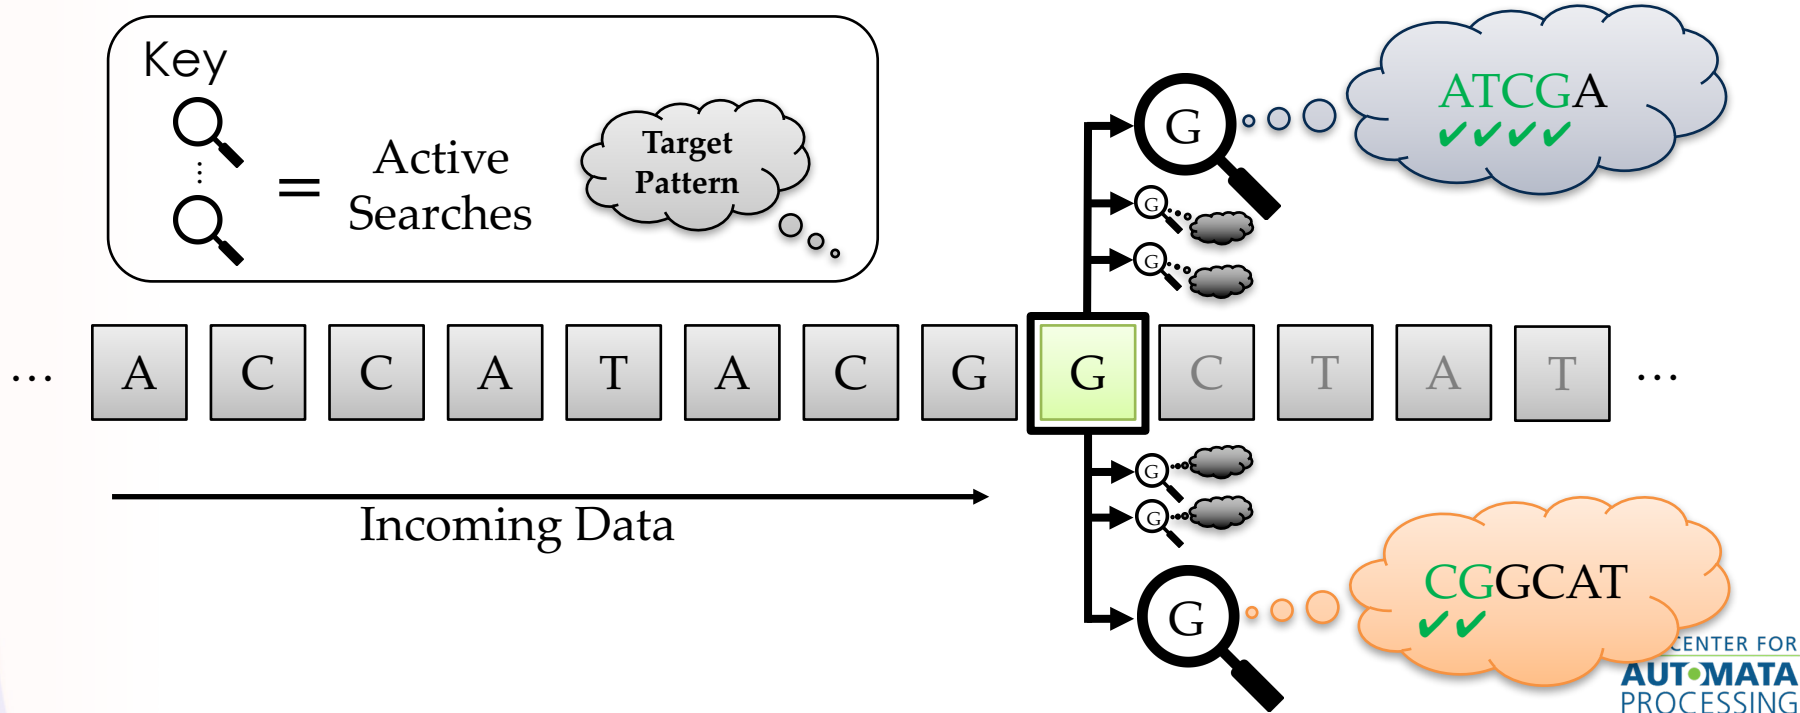 Key
Active
Searches
=
Target
Pattern
G
ATCGA
✔✔✔✔
G
G
... A C C A T A C G G C T A T ...
Incoming Data
G
G
G
CGGCAT
✔✔
CENTER FOR
AUTOMATA
PROCESSING